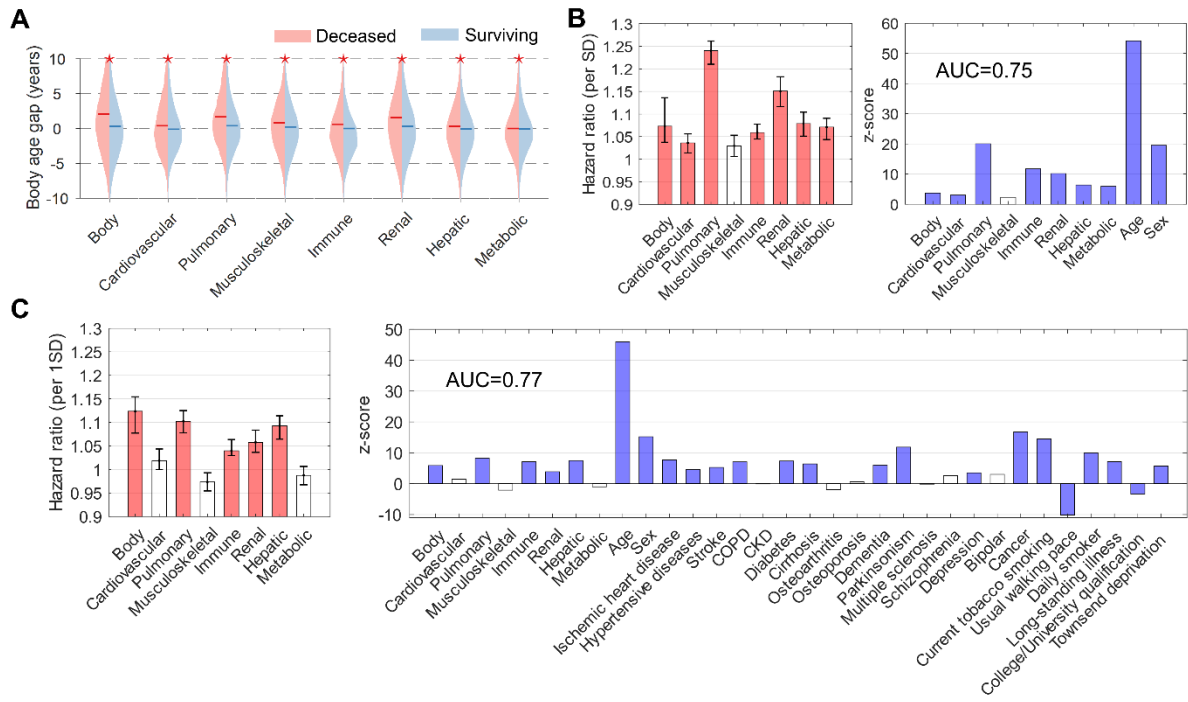 A
Deceased
Surviving
Body age gap (years)
10
5
0
-5
-10
Body
Cardiovascular
Pulmonary
Musculoskeletal
Immune
Renal
Hepatic
Metabolic
B
Hazard ratio (per SD)
1.3
1.25
1.2
1.15
1.1
1.05
1
0.95
0.9
Body
Cardiovascular
Pulmonary
Musculoskeletal
Immune
Renal
Hepatic
Metabolic
z-score
60
50
40
30
20
10
0
AUC=0.75
Body
Cardiovascular
Pulmonary
Musculoskeletal
Immune
Renal
Hepatic
Metabolic
Age
Sex
C
Hazard ratio (per 1SD)
1.3
1.25
1.2
1.15
1.1
1.05
1
0.95
0.9
Body
Cardiovascular
Pulmonary
Musculoskeletal
Immune
Renal
Hepatic
Metabolic
z-score
50
40
30
20
10
0
-10
AUC=0.77
Body
Cardiovascular
Pulmonary
Musculoskeletal
Immune
Renal
Hepatic
Metabolic
Age
Sex
Ischemic heart disease
Hypertensive diseases
Stroke
COPD
CKD
Diabetes
Cirrhosis
Osteoarthritis
Osteoporosis
Dementia
Parkinsonism
Multiple sclerosis
Schizophrenia
Depression
Bipolar
Cancer
Current tobacco smoking
Usual walking pace
Daily smoker
Long-standing illness
College/University qualification
Townsend deprivation